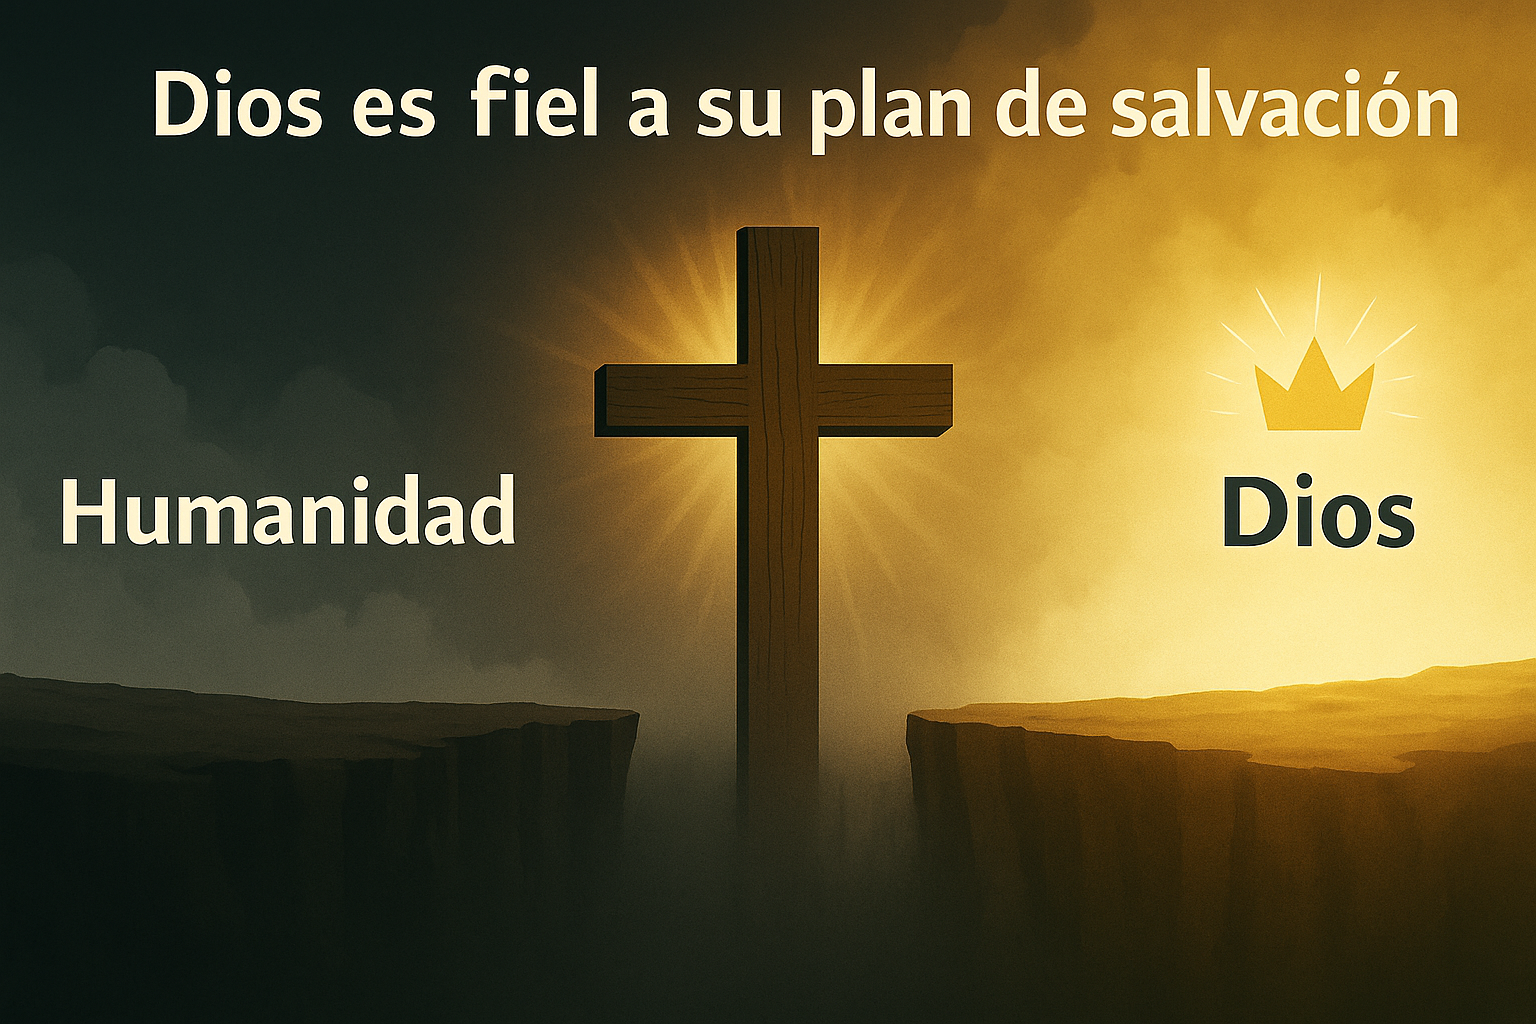 Dios es fiel a su plan de salvación
Humanidad
Dios